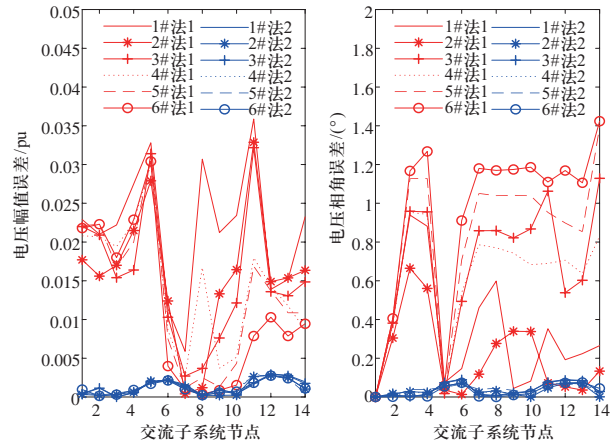 0.05
0.045
0.04
0.035
0.03
0.025
0.02
0.015
0.01
0.005
0
电压幅值误差/pu
1#法1
2#法1
3#法1
4#法1
5#法1
6#法1
1#法2
2#法2
3#法2
4#法2
5#法2
6#法2
2 4 6 8 10 12 14
交流子系统节点
2
1.8
1.6
1.4
1.2
1
0.8
0.6
0.4
0.2
0
电压相角误差/(°)
1#法1
2#法1
3#法1
4#法1
5#法1
6#法1
1#法2
2#法2
3#法2
4#法2
5#法2
6#法2
2 4 6 8 10 12 14
交流子系统节点